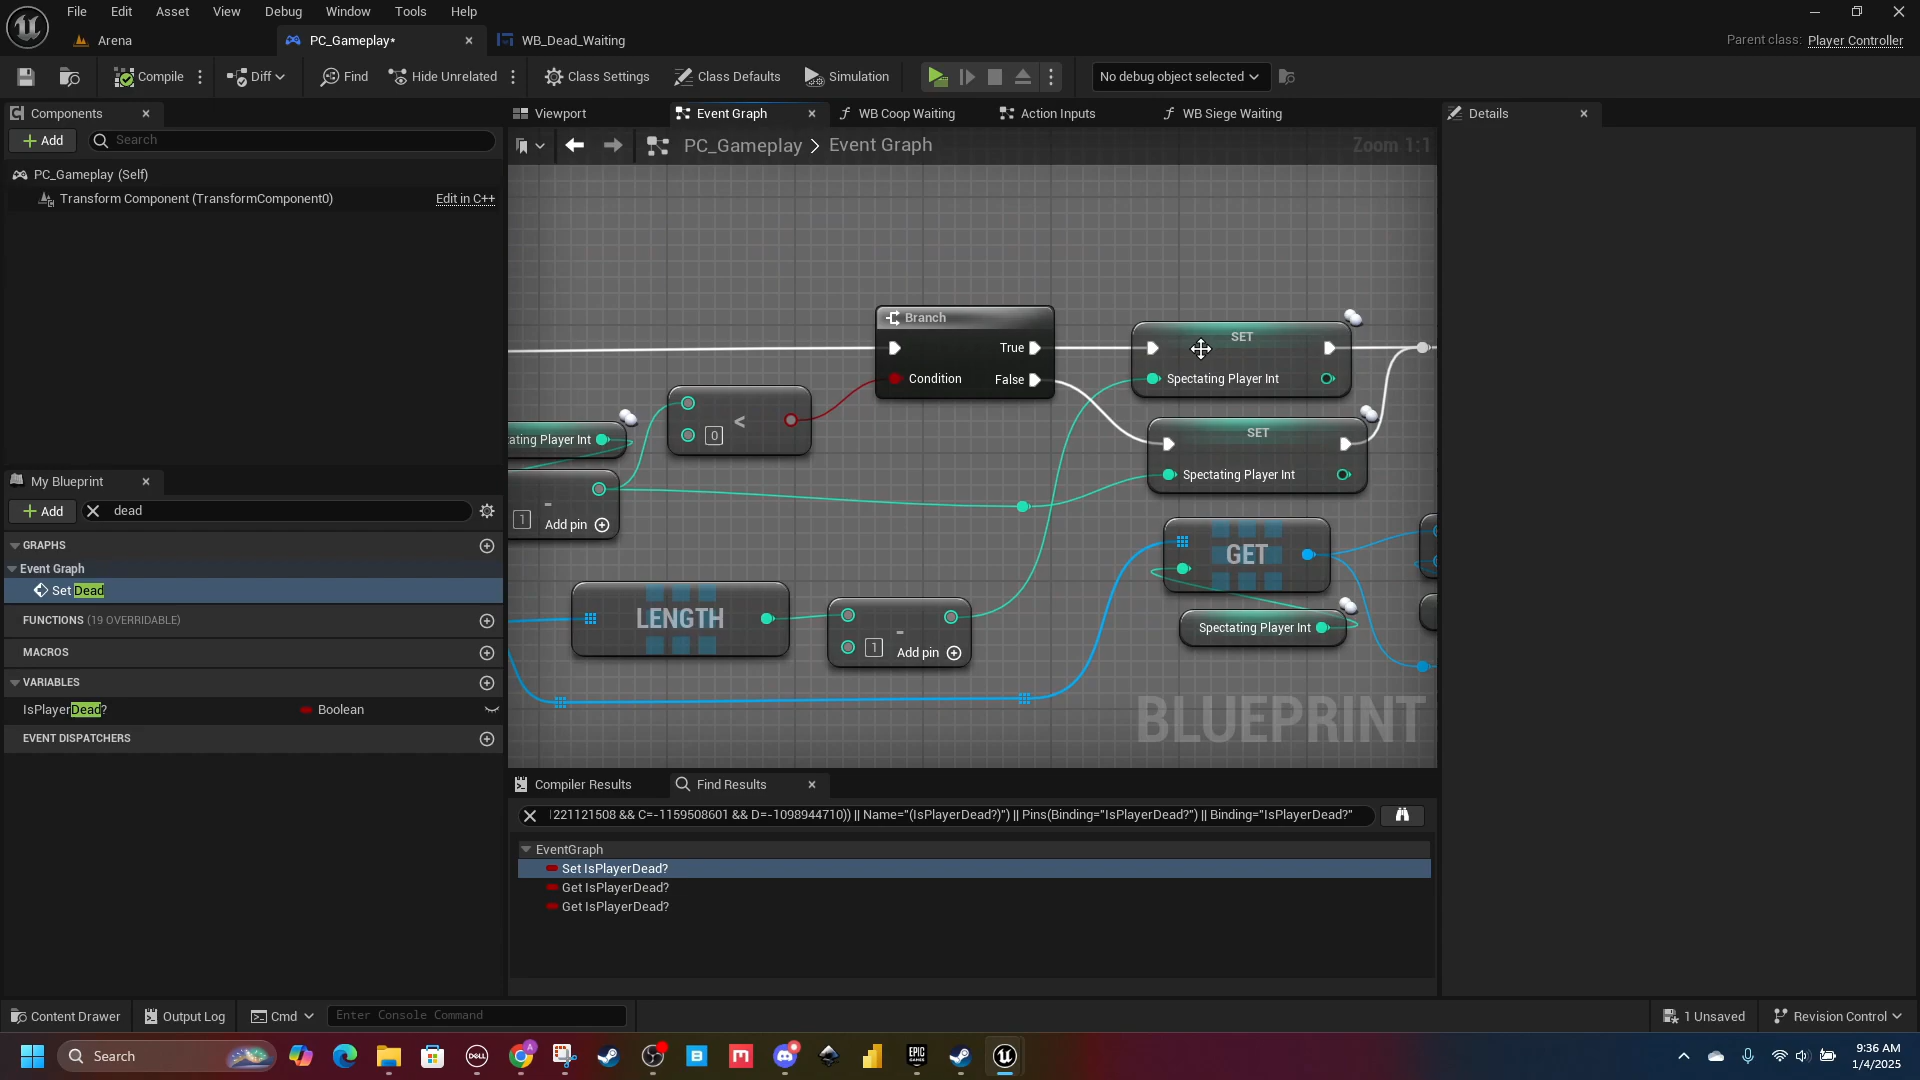 File Edit Asset View Debug Window Tools Help
Arena PC_Gameplay* WB_Dead_Waiting
Parent class: Player Controller
Compile Diff Find Hide Unrelated Class Settings Class Defaults Simulation No debug object selected
Components
Add Search
PC_Gameplay (Self)
Transform Component (TransformComponent0) Edit in C++
Viewport Event Graph WB Coop Waiting Action Inputs WB Siege Waiting
PC_Gameplay > Event Graph Zoom 1:1
Details
Branch
True
Condition False
SET
Spectating Player Int
SET
Spectating Player Int
< 0
ating Player Int
-
1 Add pin
LENGTH
-
1 Add pin
GET
Spectating Player Int
BLUEPRINT
My Blueprint
Add dead
GRAPHS
Event Graph
Set Dead
FUNCTIONS (19 OVERRIDABLE)
MACROS
VARIABLES
IsPlayerDead? Boolean
EVENT DISPATCHERS
Compiler Results Find Results
221121508 && C=-1159508601 && D=-1098944710)) || Name="(IsPlayerDead?)") || Pins(Binding="IsPlayerDead?") || Binding="IsPlayerDead?"
EventGraph
Set IsPlayerDead?
Get IsPlayerDead?
Get IsPlayerDead?
Content Drawer Output Log Cmd Enter Console Command 1 Unsaved Revision Control
Search
DELL
EPIC GAMES
9:36 AM
1/4/2025